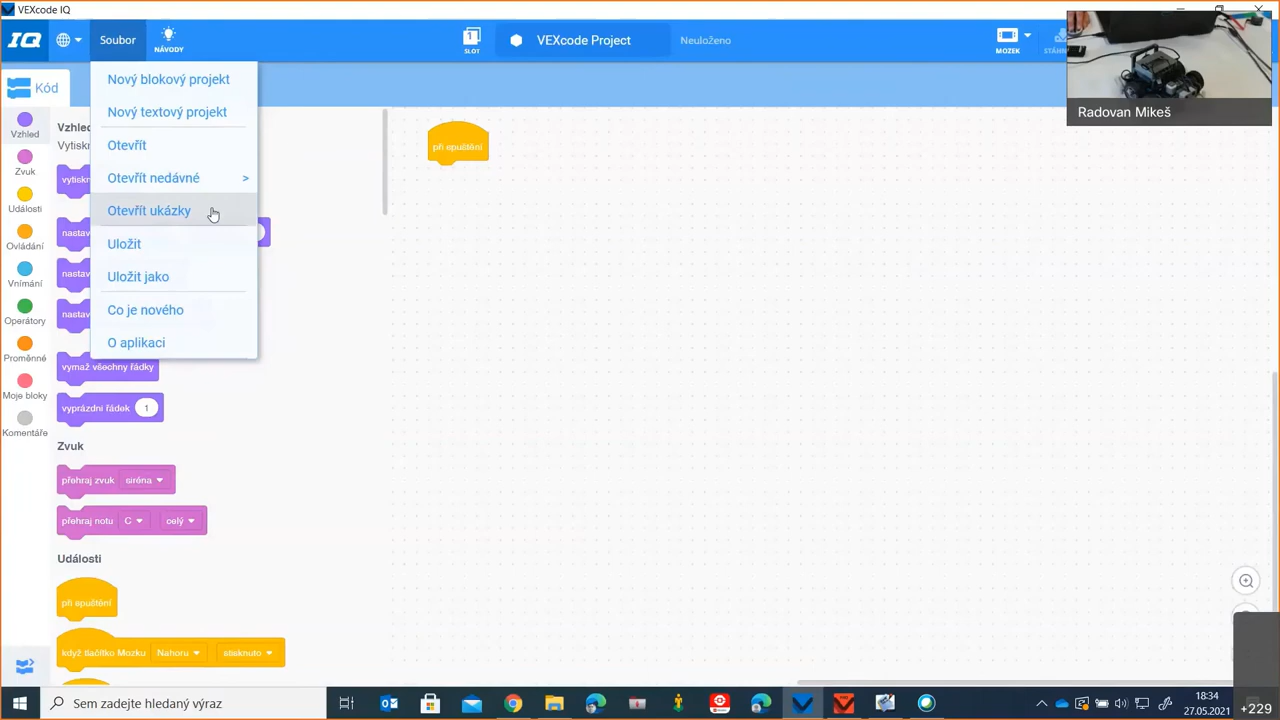 VEXcode IQ
IQ
Soubor
NÁVODY
1
SLOT
VEXcode Project
Neuloženo
MOZEK
Radovan Mikeš
Kód
Nový blokový projekt
Nový textový projekt
Otevřít
Otevřít nedávné >
Otevřít ukázky
Uložit
Uložit jako
Co je nového
O aplikaci
Vzhled
Zvuk
Události
Ovládání
Vnímání
Operátory
Proměnné
Moje bloky
Komentáře
vymaž všechny řádky
vyprázdni řádek 1
Zvuk
přehraj zvuk siréna
přehraj notu C celý
Události
při spuštění
když tlačítko Mozku Nahoru stisknuto
při spuštění
Sem zadejte hledaný výraz
18:34
27.05.2021
+229